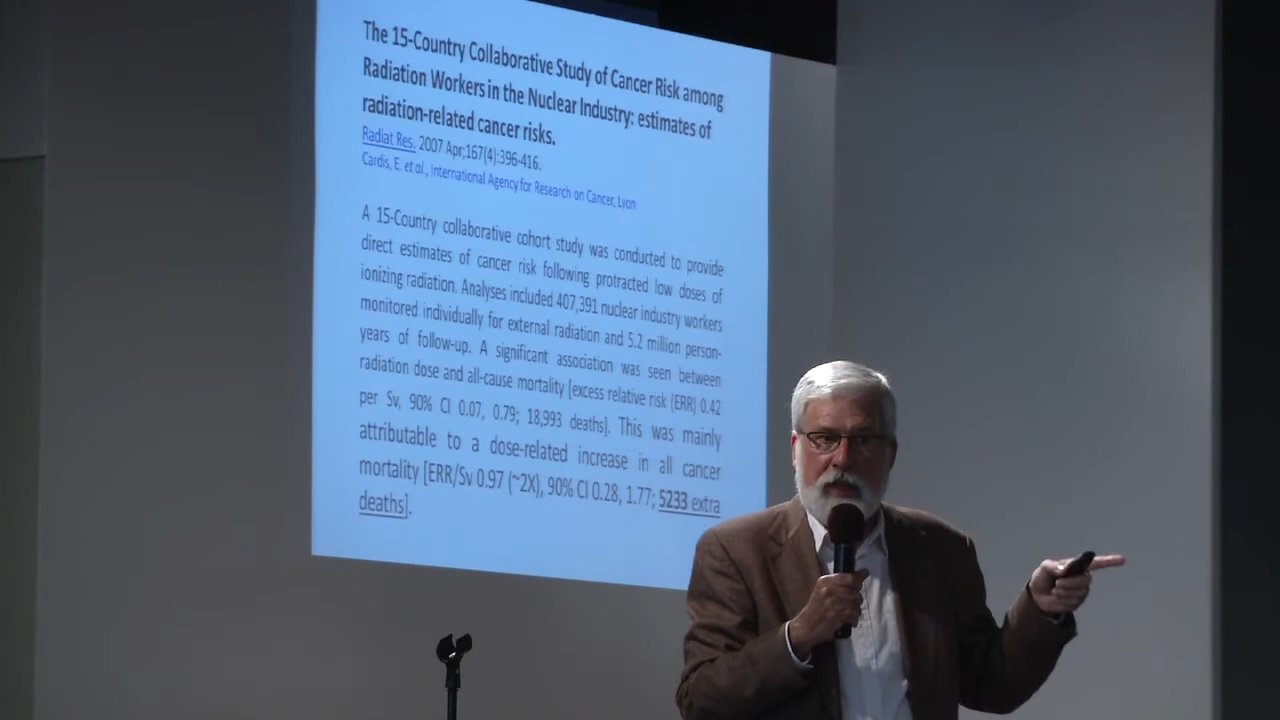 The 15-Country Collaborative Study of Cancer Risk among
Radiation Workers in the Nuclear Industry: estimates of
radiation-related cancer risks.
Radiat Res. 2007 Apr;167(4):396-416.
Cardis, E. et al., International Agency for Research on Cancer, Lyon
A 15-Country collaborative cohort study was conducted to provide
direct estimates of cancer risk following protracted low doses of
ionizing radiation. Analyses included 407,391 nuclear industry workers
monitored individually for external radiation and 5.2 million person-
years of follow-up. A significant association was seen between
radiation dose and all-cause mortality [excess relative risk (ERR) 0.42
per Sv, 90% CI 0.07, 0.79; 18,993 deaths]. This was mainly
attributable to a dose-related increase in all cancer
mortality [ERR/Sv 0.97 (~2X), 90% CI 0.28, 1.77; 5233 extra
deaths].